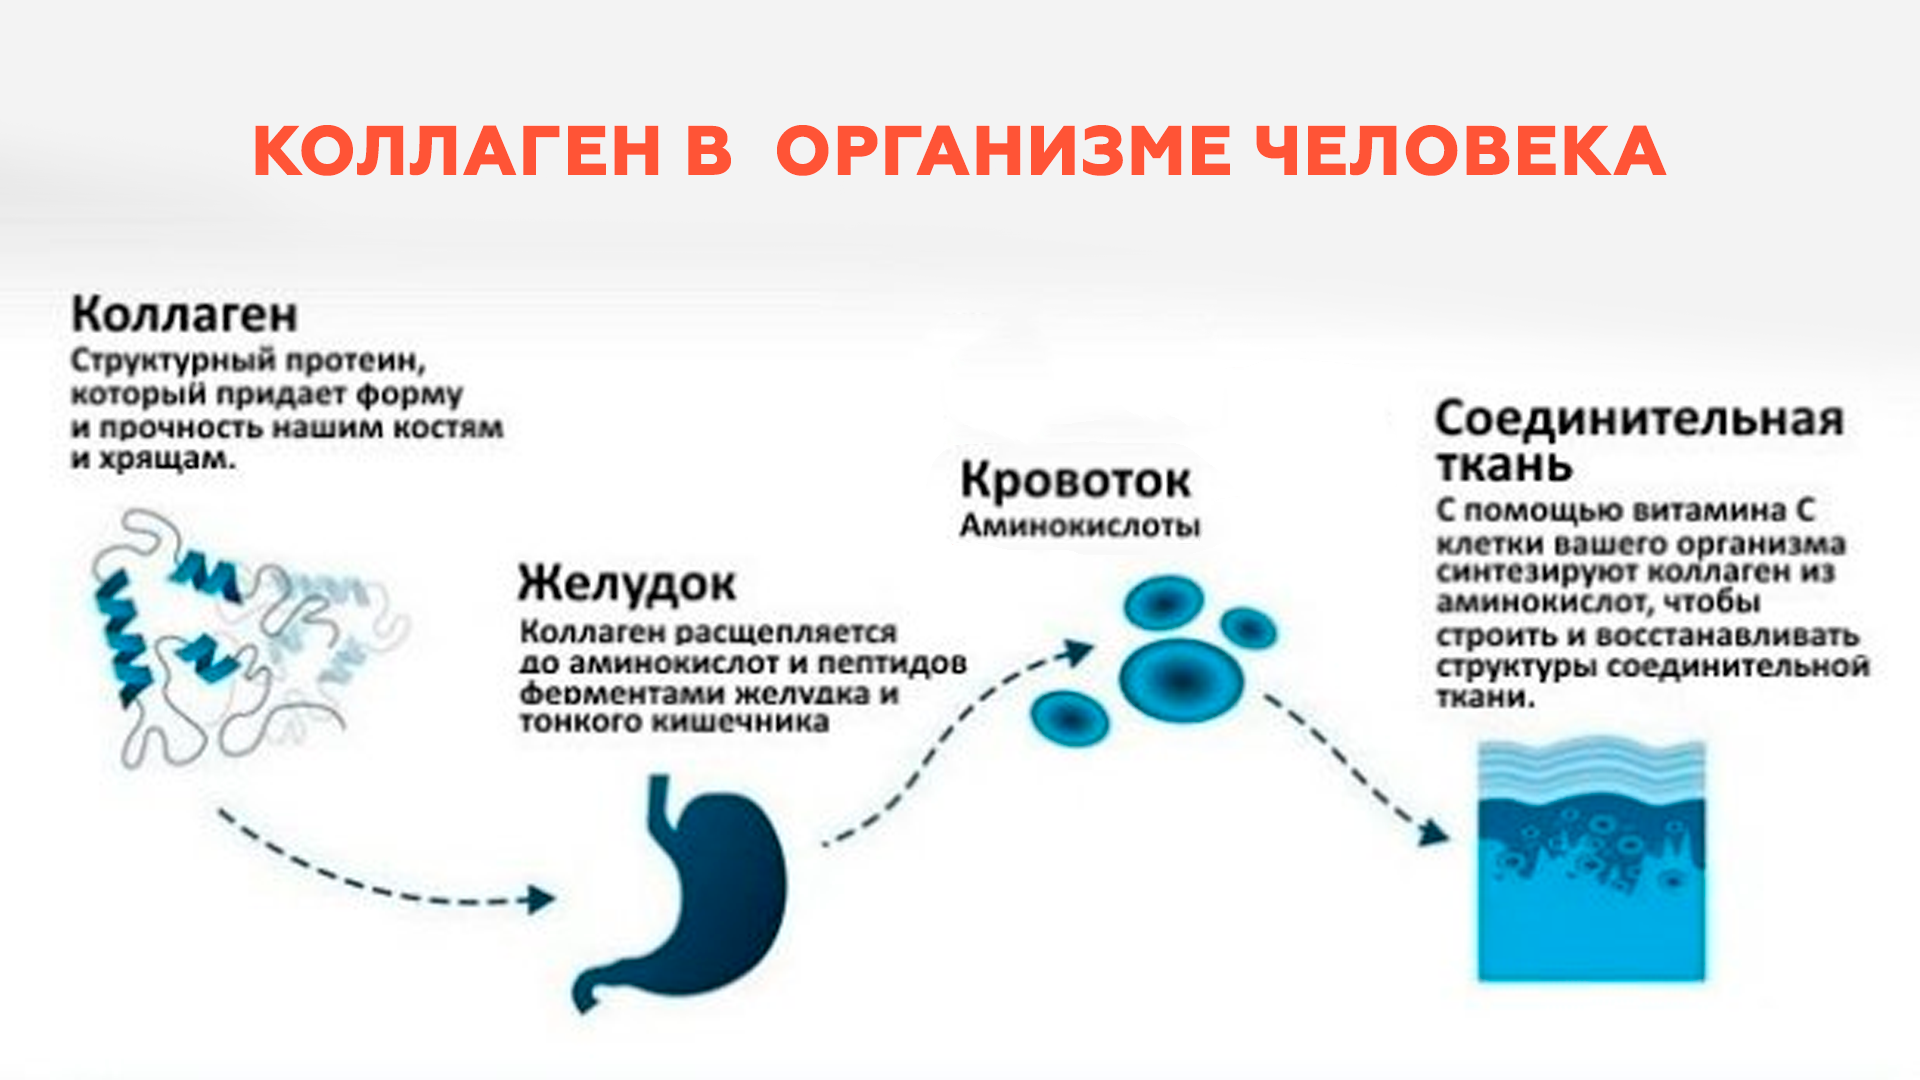 КОЛЛАГЕН В ОРГАНИЗМЕ ЧЕЛОВЕКА
Коллаген
Структурный протеин,
который придает форму
и прочность нашим костям
и хрящам.
Желудок
Коллаген расщепляется
до аминокислот и пептидов
ферментами желудка и
тонкого кишечника
Кровоток
Аминокислоты
Соединительная
ткань
С помощью витамина С
клетки вашего организма
синтезируют коллаген из
аминокислот, чтобы
строить и восстанавливать
структуры соединительной
ткани.